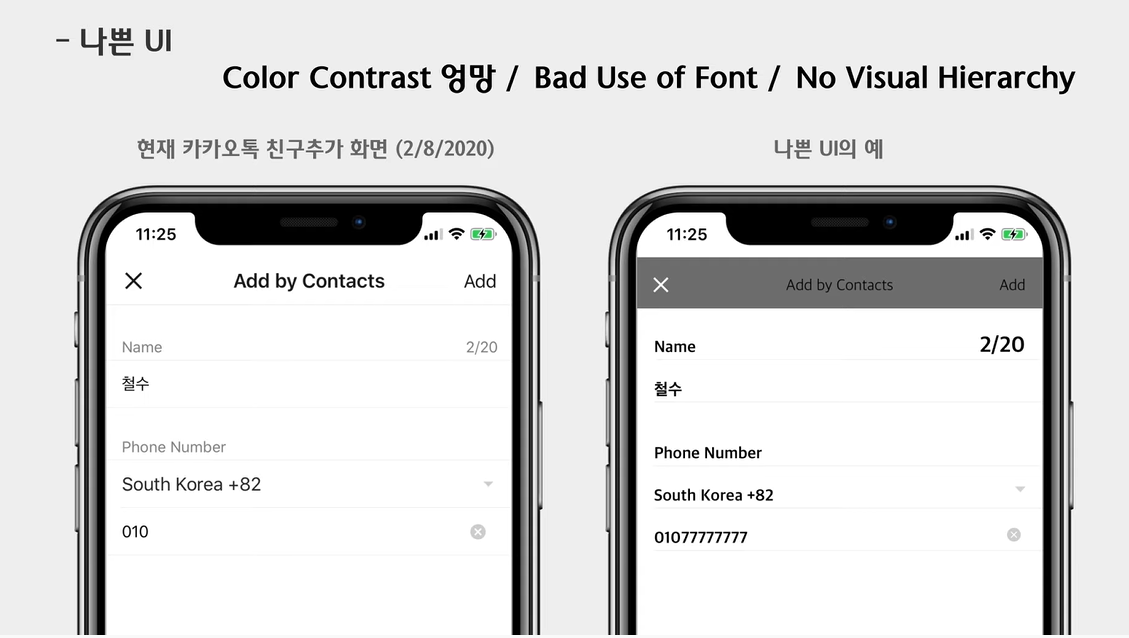 - 나쁜 UI
Color Contrast 엉망 / Bad Use of Font / No Visual Hierarchy
현재 카카오톡 친구추가 화면 (2/8/2020)
11:25
Add by Contacts Add
Name 2/20
철수
Phone Number
South Korea +82
010
나쁜 UI의 예
11:25
Add by Contacts Add
Name 2/20
철수
Phone Number
South Korea +82
01077777777